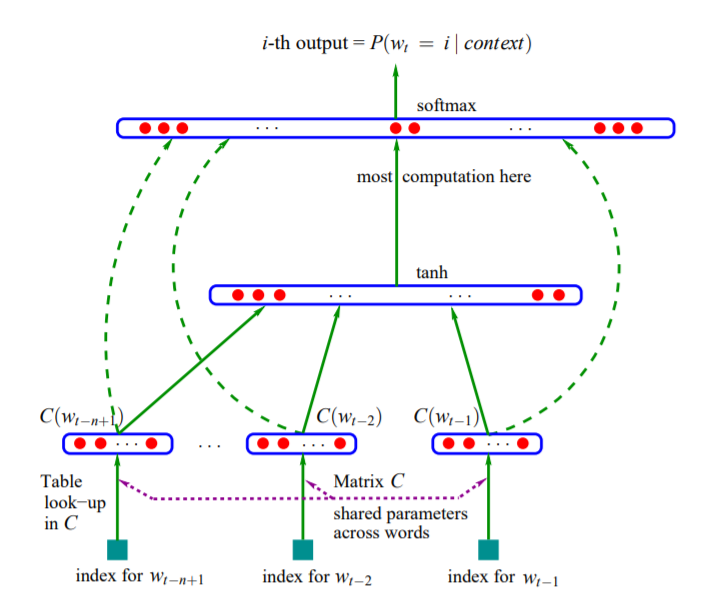 i-th output = P(w_t = i | context)
softmax
· · ·
· · ·
most computation here
tanh
· · ·
· · ·
C(w_{t−n+1})
C(w_{t−2})
C(w_{t−1})
· · ·
· · ·
· · ·
· · ·
Table
look−up
in C
Matrix C
shared parameters
across words
index for w_{t−n+1}
index for w_{t−2}
index for w_{t−1}